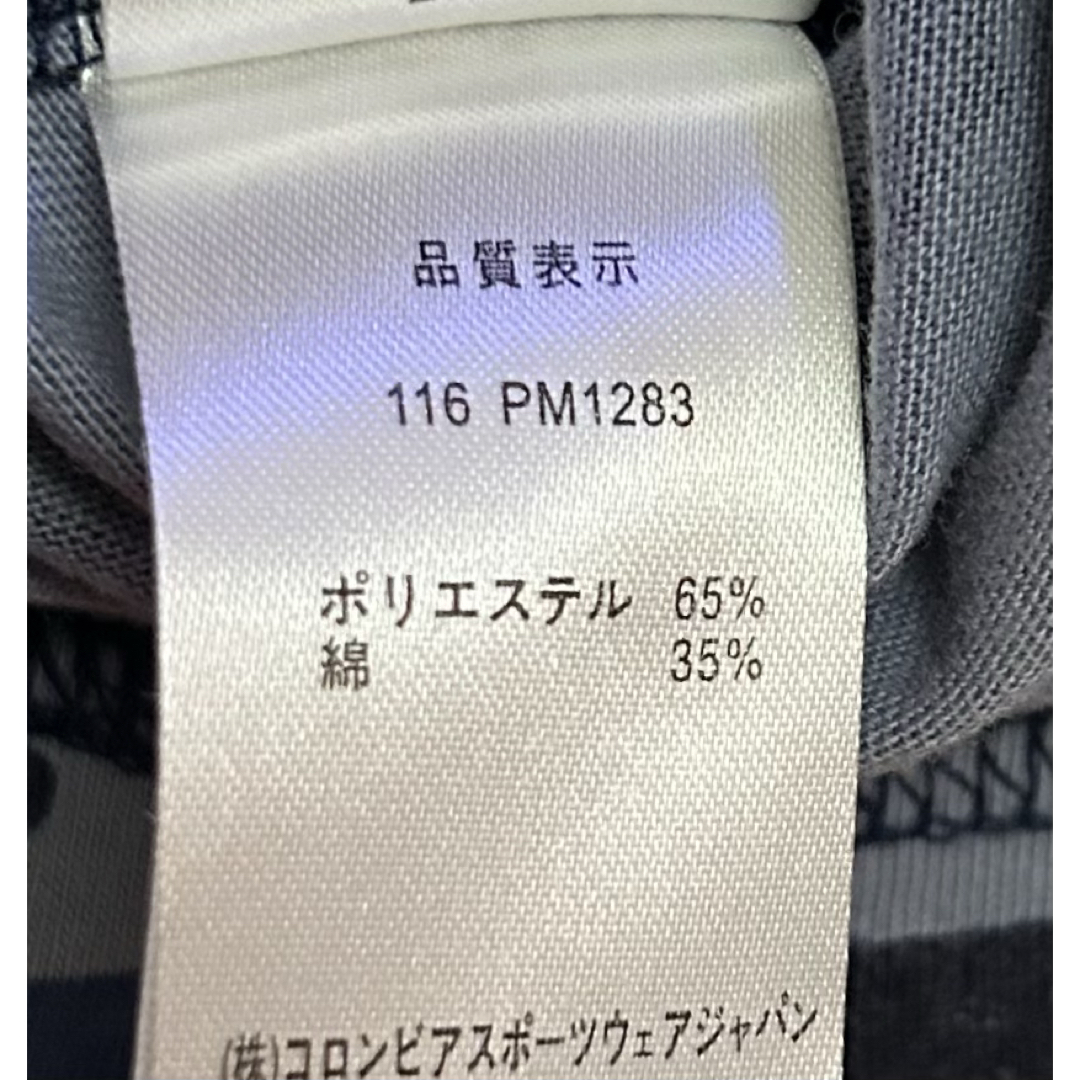 品質表示
116 PM1283
ポリエステル 65%
綿 35%
(株)コロンビアスポーツウェアジャパン